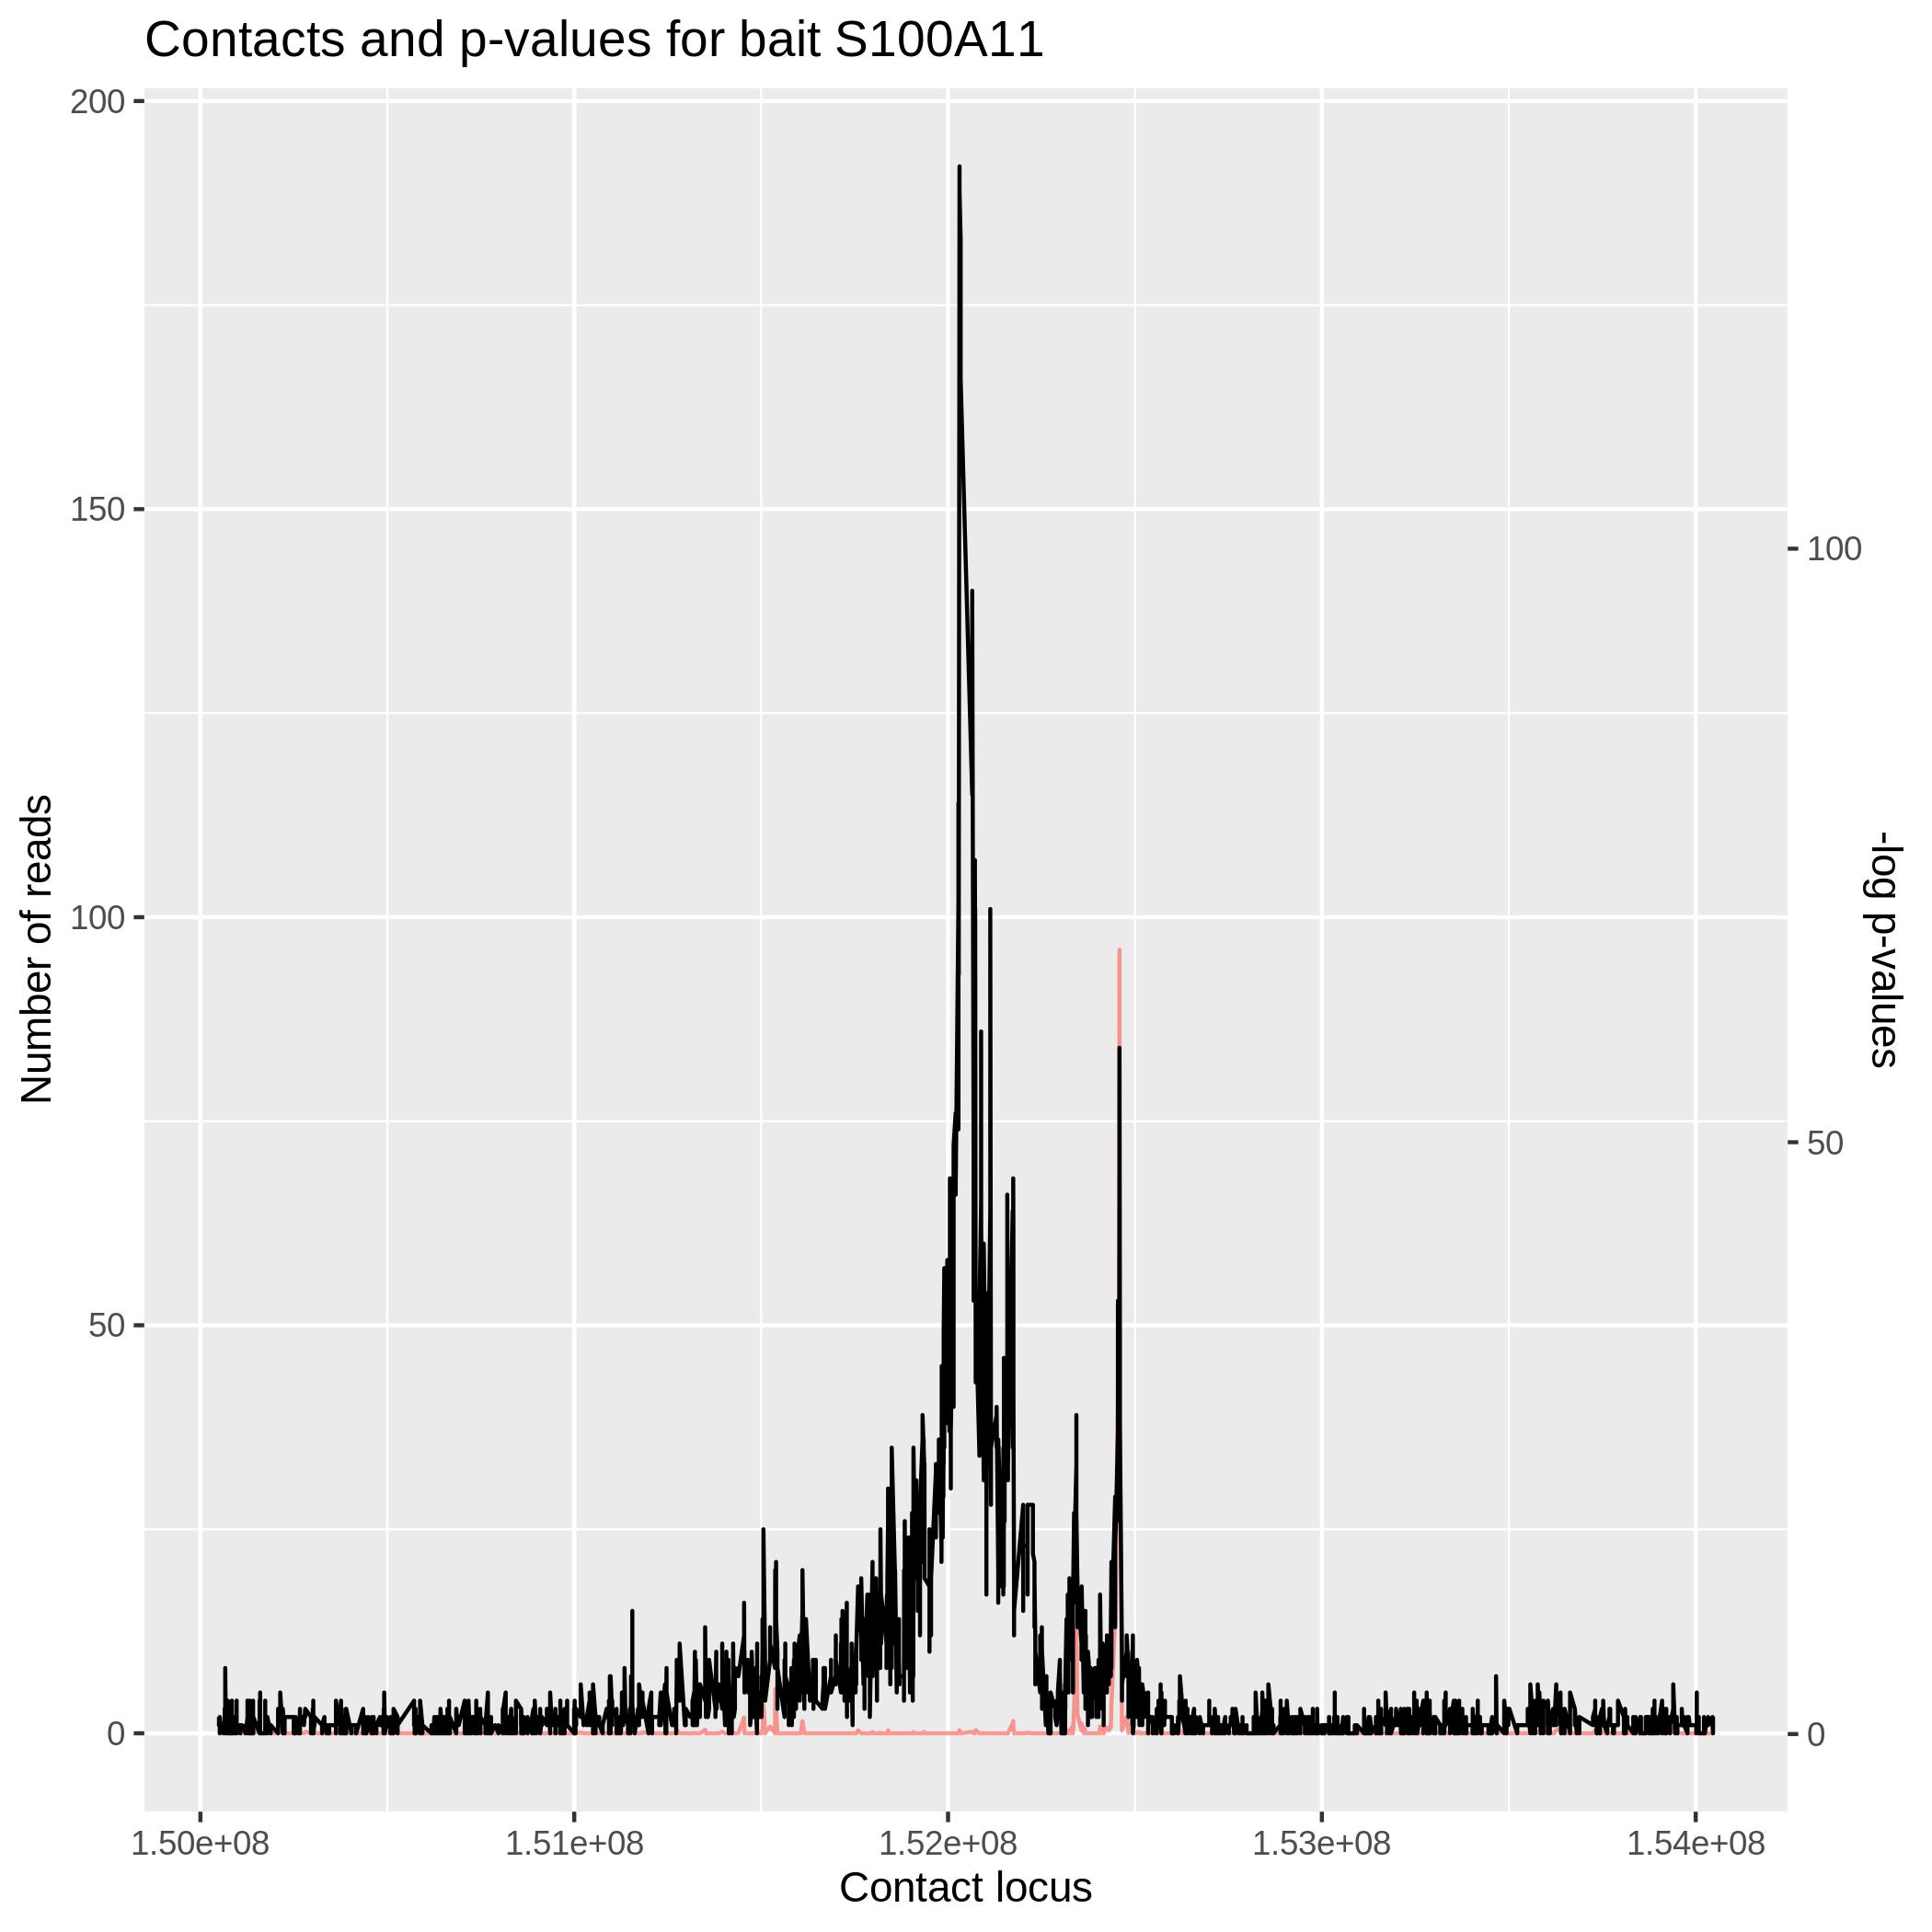 Contacts and p-values for bait S100A11
200
150
100
50
0
Number of reads
100
50
0
-log p-values
1.50e+08
1.51e+08
1.52e+08
1.53e+08
1.54e+08
Contact locus